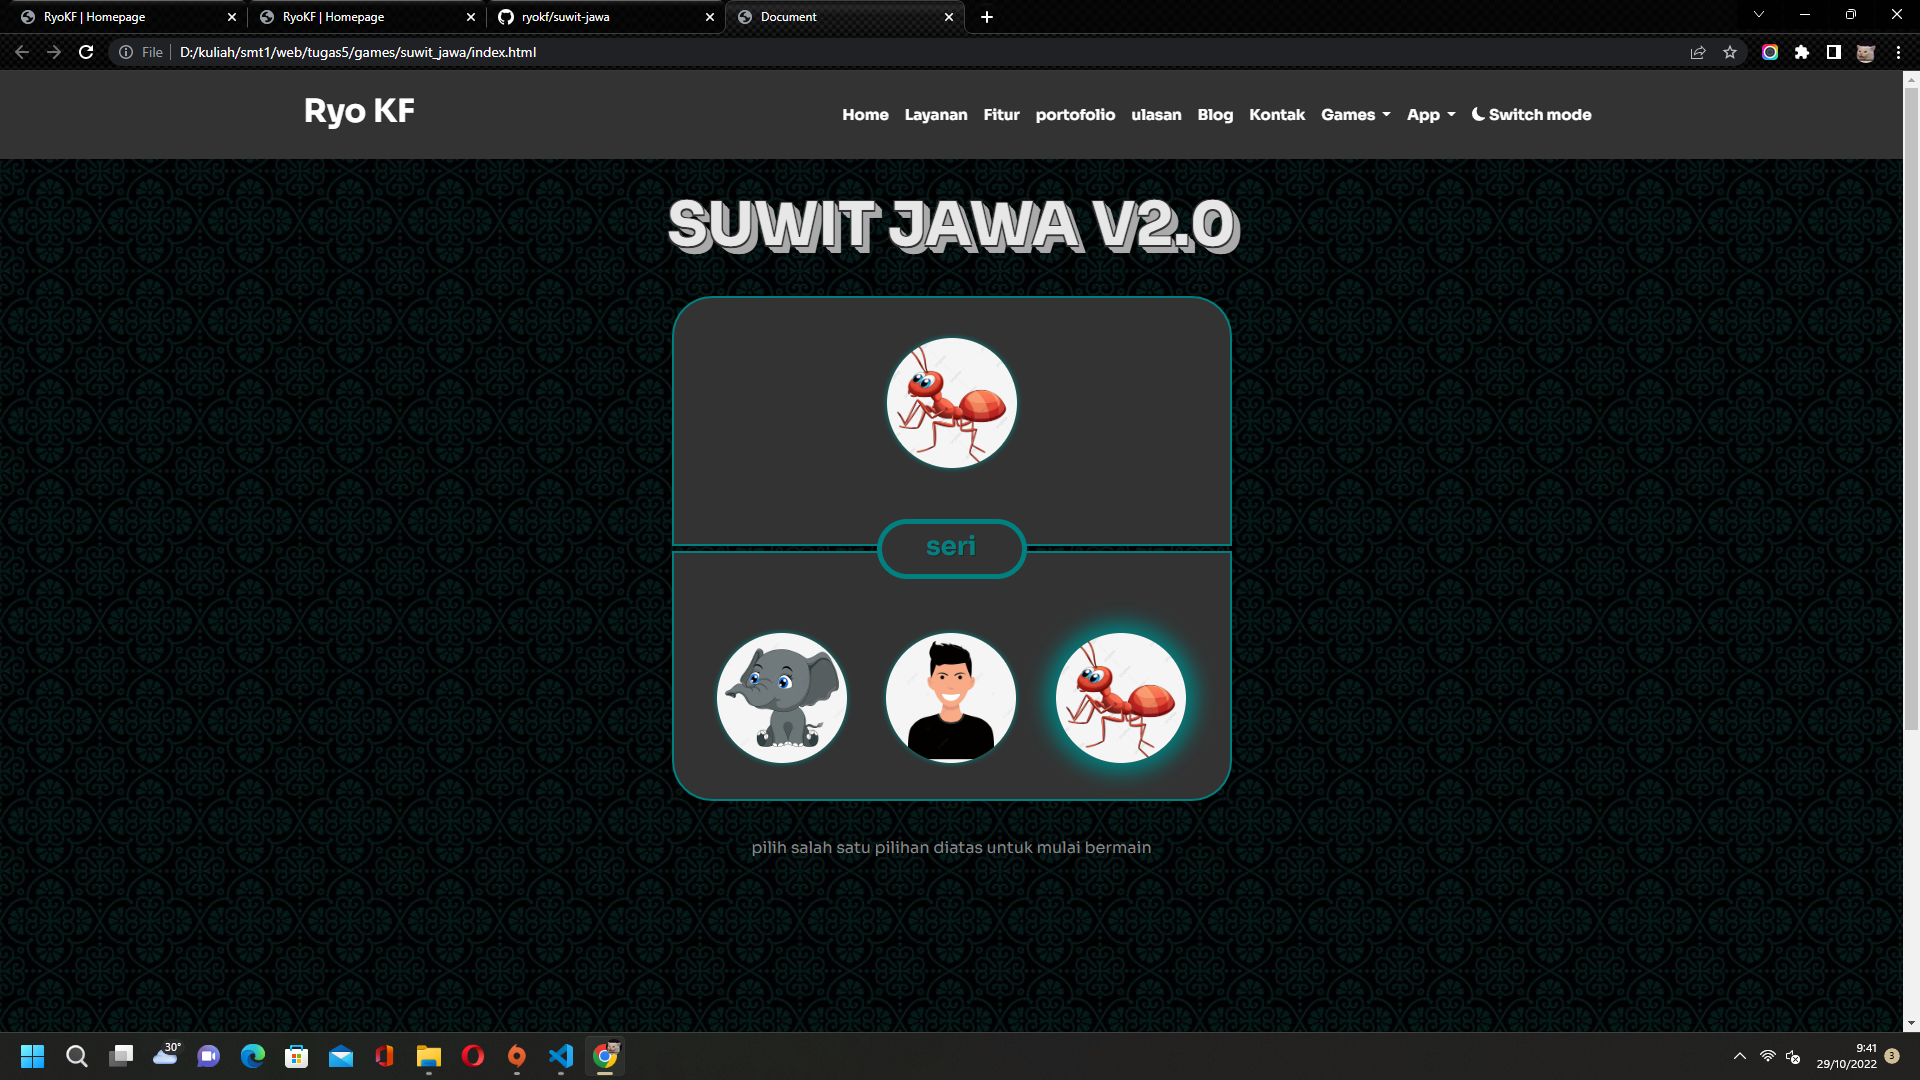 RyoKF | Homepage
RyoKF | Homepage
ryokf/suwit-jawa
Document
File
D:/kuliah/smt1/web/tugas5/games/suwit_jawa/index.html
Ryo KF
Home Layanan Fitur portofolio ulasan Blog Kontak Games App Switch mode
SUWIT JAWA V2.0
seri
pilih salah satu pilihan diatas untuk mulai bermain
30°
9:41
29/10/2022
3